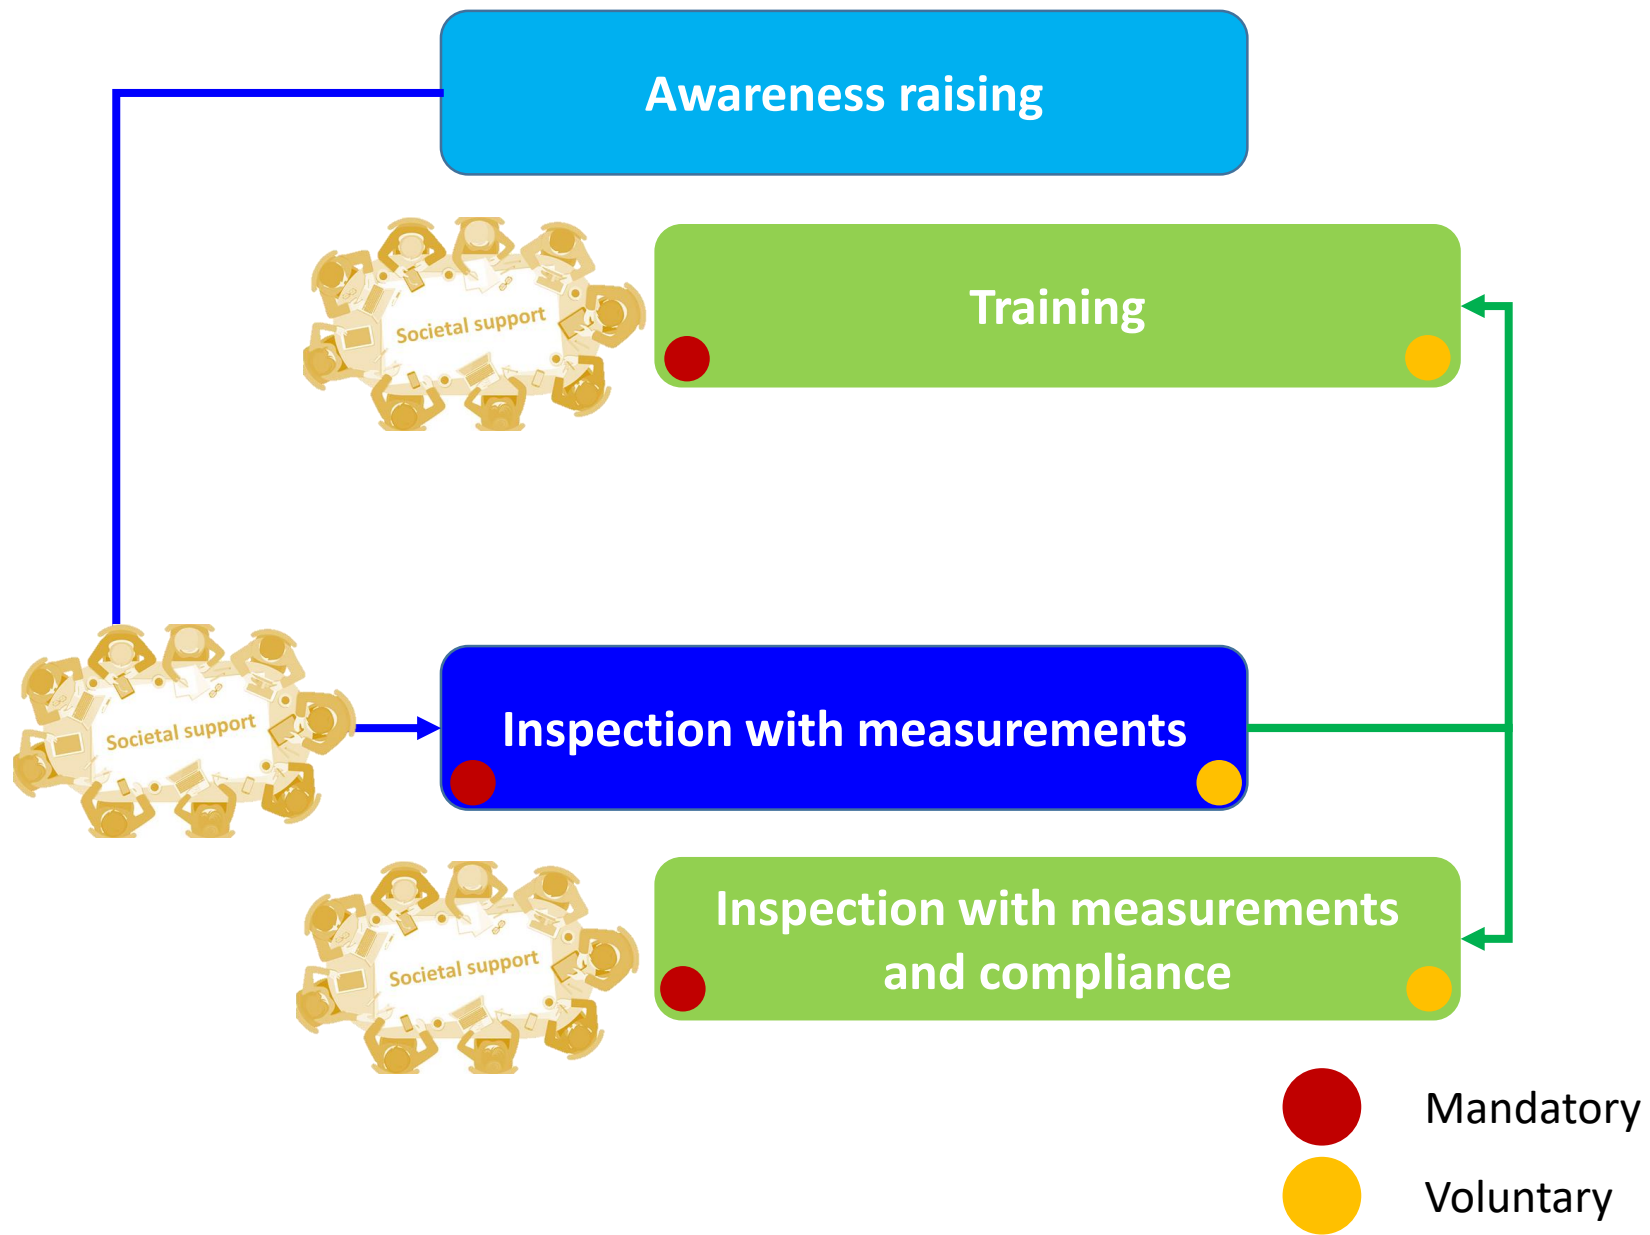 Awareness raising
Societal support
Training
Societal support
Inspection with measurements
Societal support
Inspection with measurements
and compliance
Mandatory
Voluntary